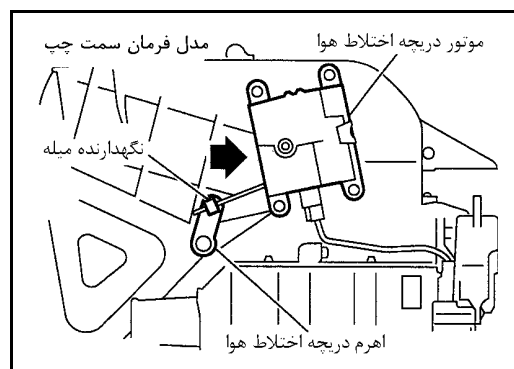 مدل فرمان سمت چپ
موتور دریچه اختلاط هوا
نگهدارنده میله
اهرم دریچه اختلاط هوا